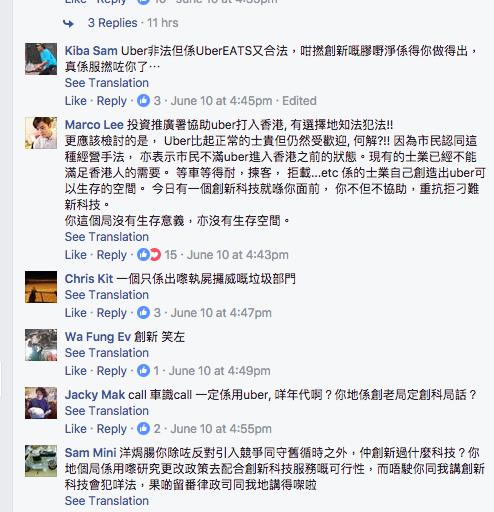 Like · Reply · 10 · June 10 at 4:35pm
3 Replies · 11 hrs
Kiba Sam Uber非法但係UberEATS又合法，咁撚創新嘅膠嘢淨係得你做得出，
真係服撚咗你了⋯
See Translation
Like · Reply · 3 · June 10 at 4:45pm · Edited
Marco Lee 投資推廣署協助uber打入香港, 有選擇地知法犯法!!
更應該檢討的是， Uber比起正常的士貴但仍然受歡迎, 何解?!! 因為市民認同這
種經營手法， 亦表示市民不滿uber進入香港之前的狀態。現有的士業已經不能
滿足香港人的需要。 等車等得耐，揀客， 拒載...etc 係的士業自己創造出uber可
以生存的空間。 今日有一個創新科技就喺你面前， 你不但不協助，重抗拒刁難
新科技。
你這個局沒有生存意義，亦沒有生存空間。
See Translation
Like · Reply · 15 · June 10 at 4:43pm
Chris Kit 一個只係出嚟執屍攞威嘅垃圾部門
See Translation
Like · Reply · 3 · June 10 at 4:47pm
Wa Fung Ev 創新 笑左
See Translation
Like · Reply · 1 · June 10 at 4:49pm
Jacky Mak call 車識call 一定係用uber, 咩年代啊？你地係創老局定創科局話？
See Translation
Like · Reply · 2 · June 10 at 4:55pm
Sam Mini 洋焗腸你除咗反對引入競爭同守舊循時之外，仲創新過什麼科技？你
地個局係用嚟研究更改政策去配合創新科技服務嘅可行性，而唔駛你同我講創新
科技會犯咩法，果啲留番律政司同我地講得㗎啦
See Translation